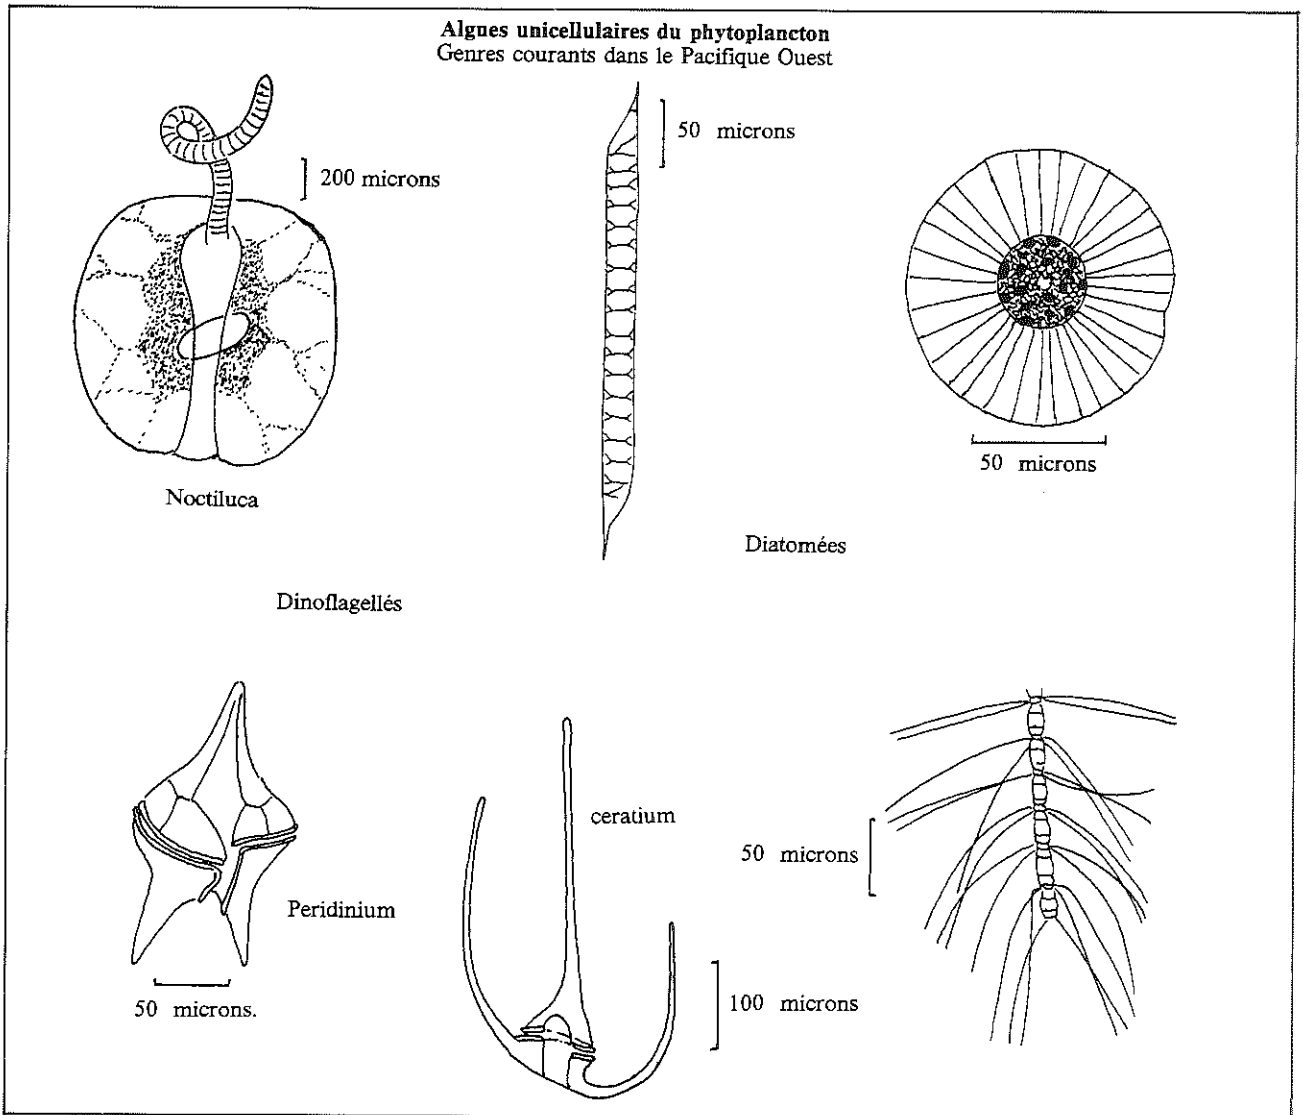 Algues unicellulaires du phytoplancton
Genres courants dans le Pacifique Ouest
200 microns
50 microns
50 microns
Noctiluca
Diatomées
Dinoflagellés
ceratium
50 microns
Peridinium
100 microns
50 microns.